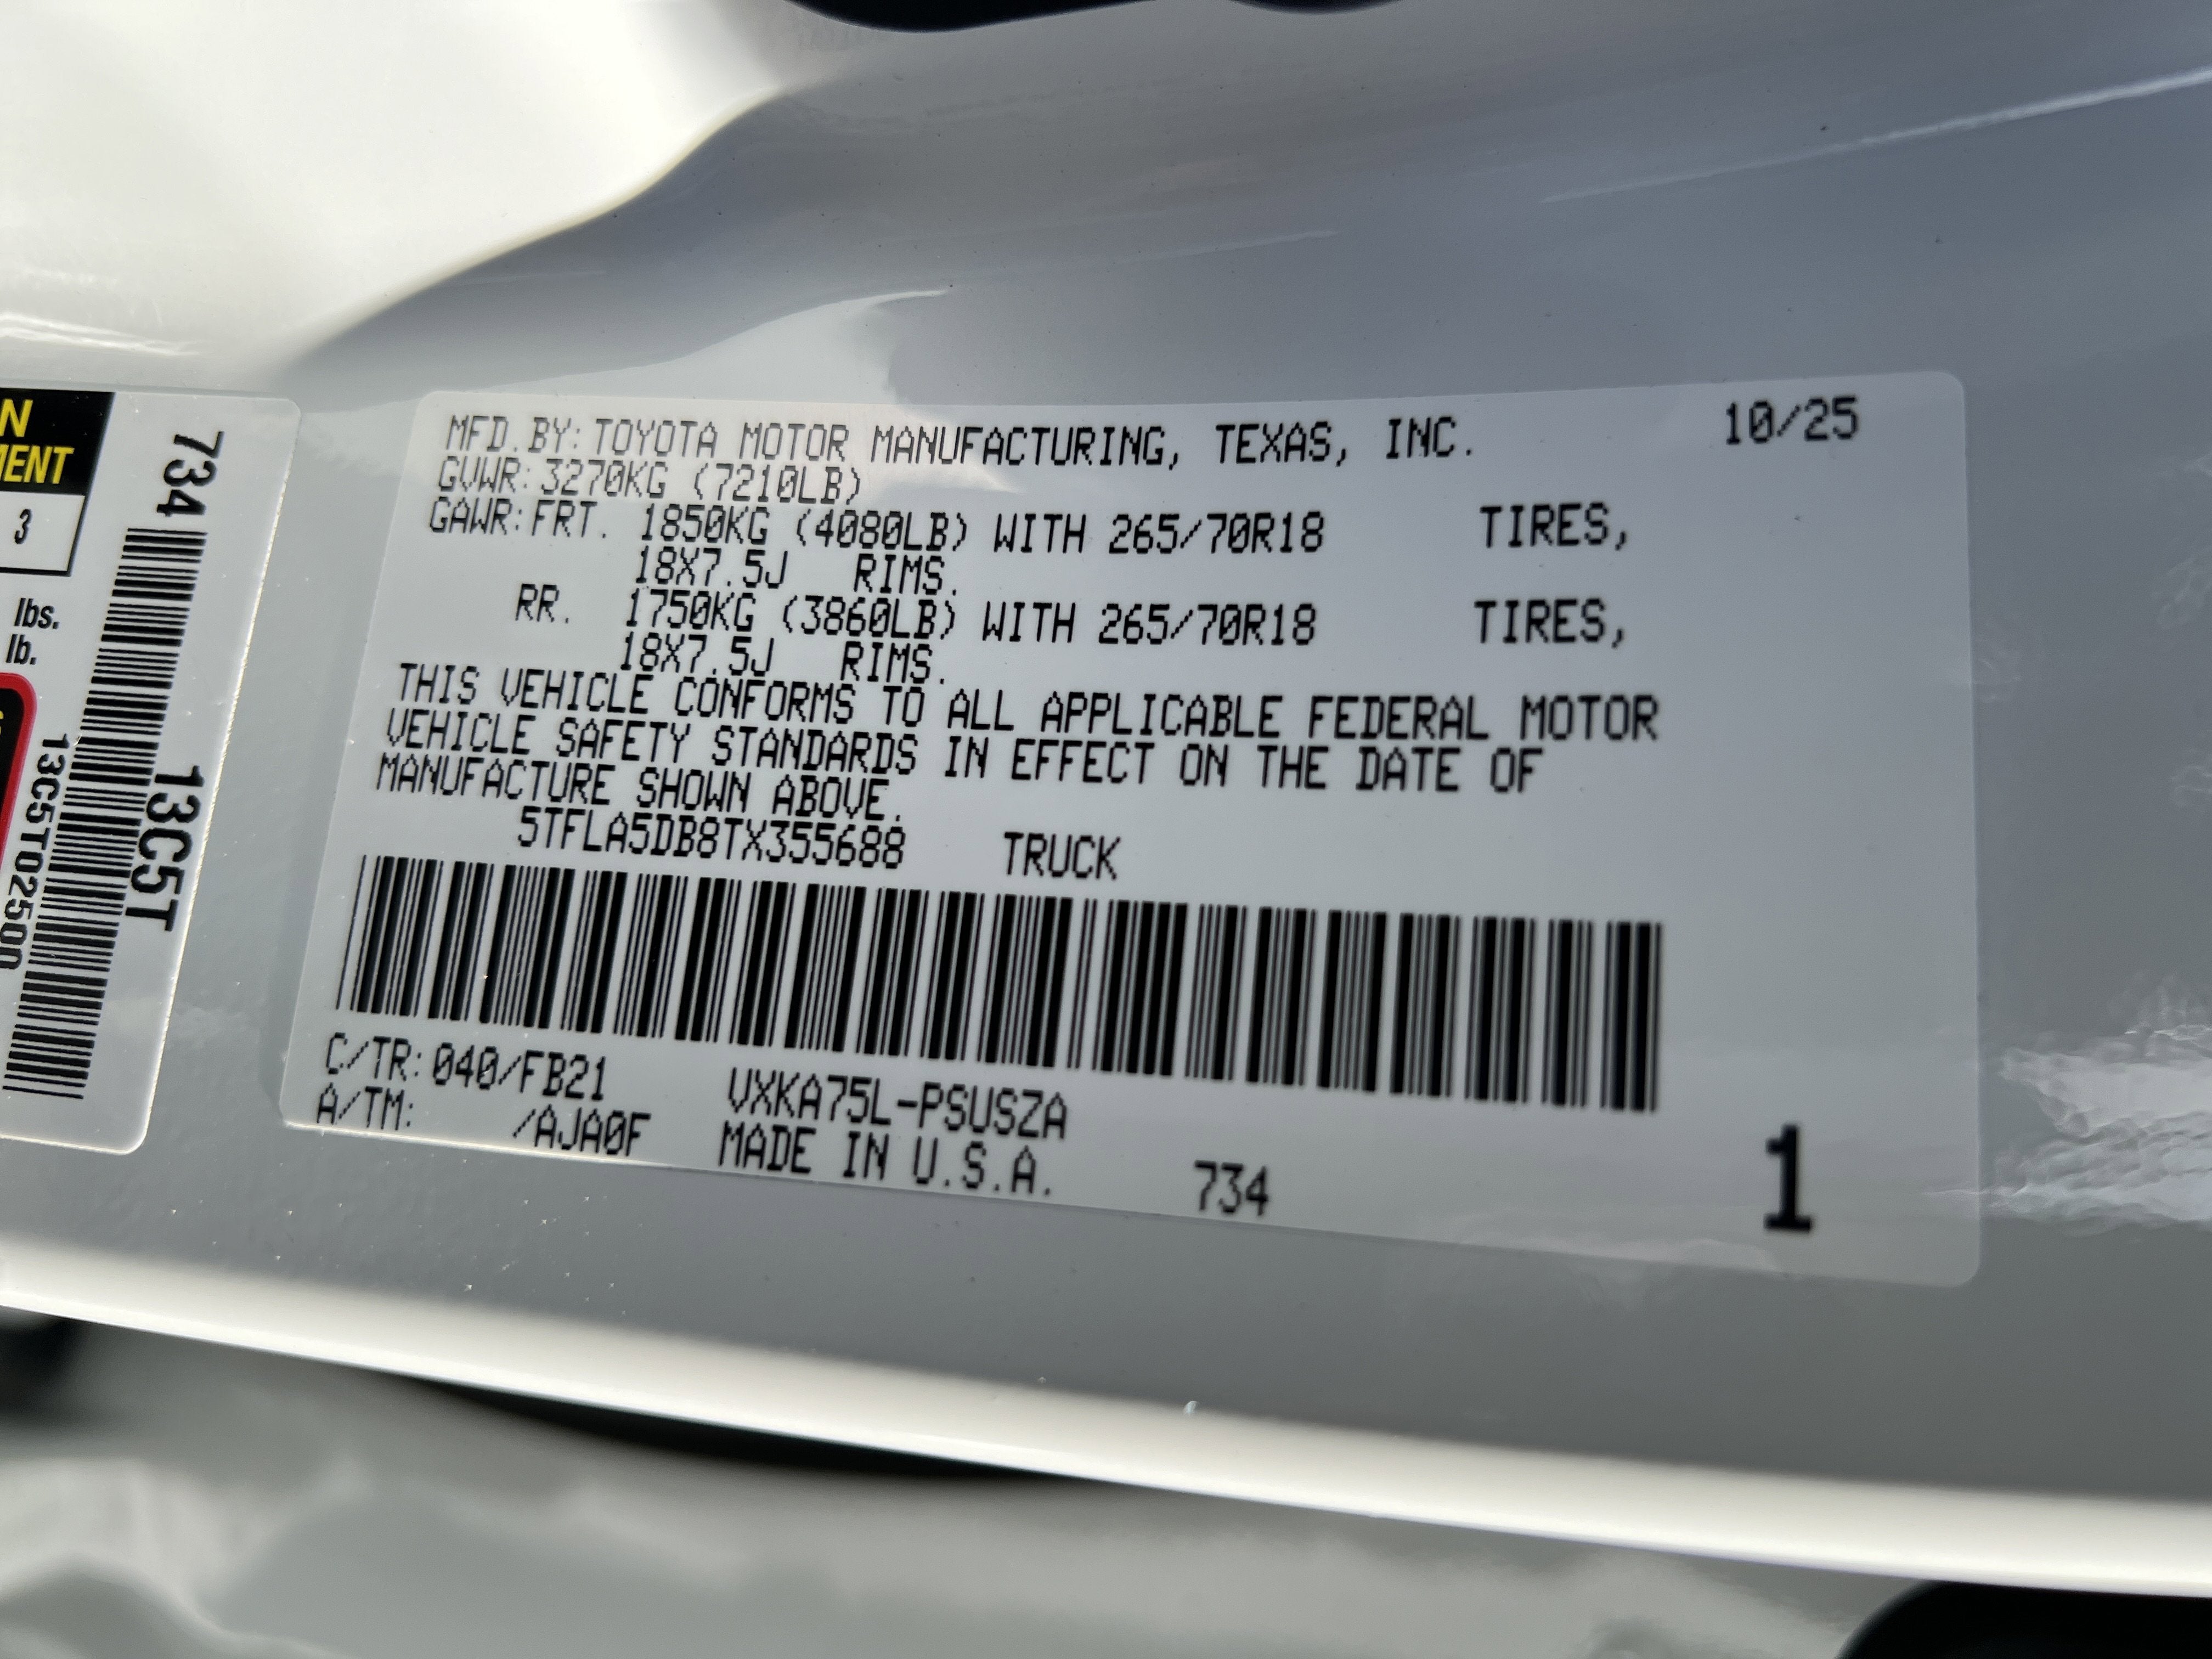 N
MENT
3
lbs.
lb.
734
13C5T
13C5T02500
MFD.BY:TOYOTA MOTOR MANUFACTURING, TEXAS, INC. 10/25
GVWR:3270KG (7210LB)
GAWR:FRT. 1850KG (4080LB) WITH 265/70R18 TIRES,
18X7.5J RIMS.
RR. 1750KG (3860LB) WITH 265/70R18 TIRES,
18X7.5J RIMS.
THIS VEHICLE CONFORMS TO ALL APPLICABLE FEDERAL MOTOR
VEHICLE SAFETY STANDARDS IN EFFECT ON THE DATE OF
MANUFACTURE SHOWN ABOVE.
5TFLA5DB8TX355688 TRUCK
C/TR:040/FB21 VXKA75L-PSUSZA
A/TM: /AJA0F MADE IN U.S.A. 734
1